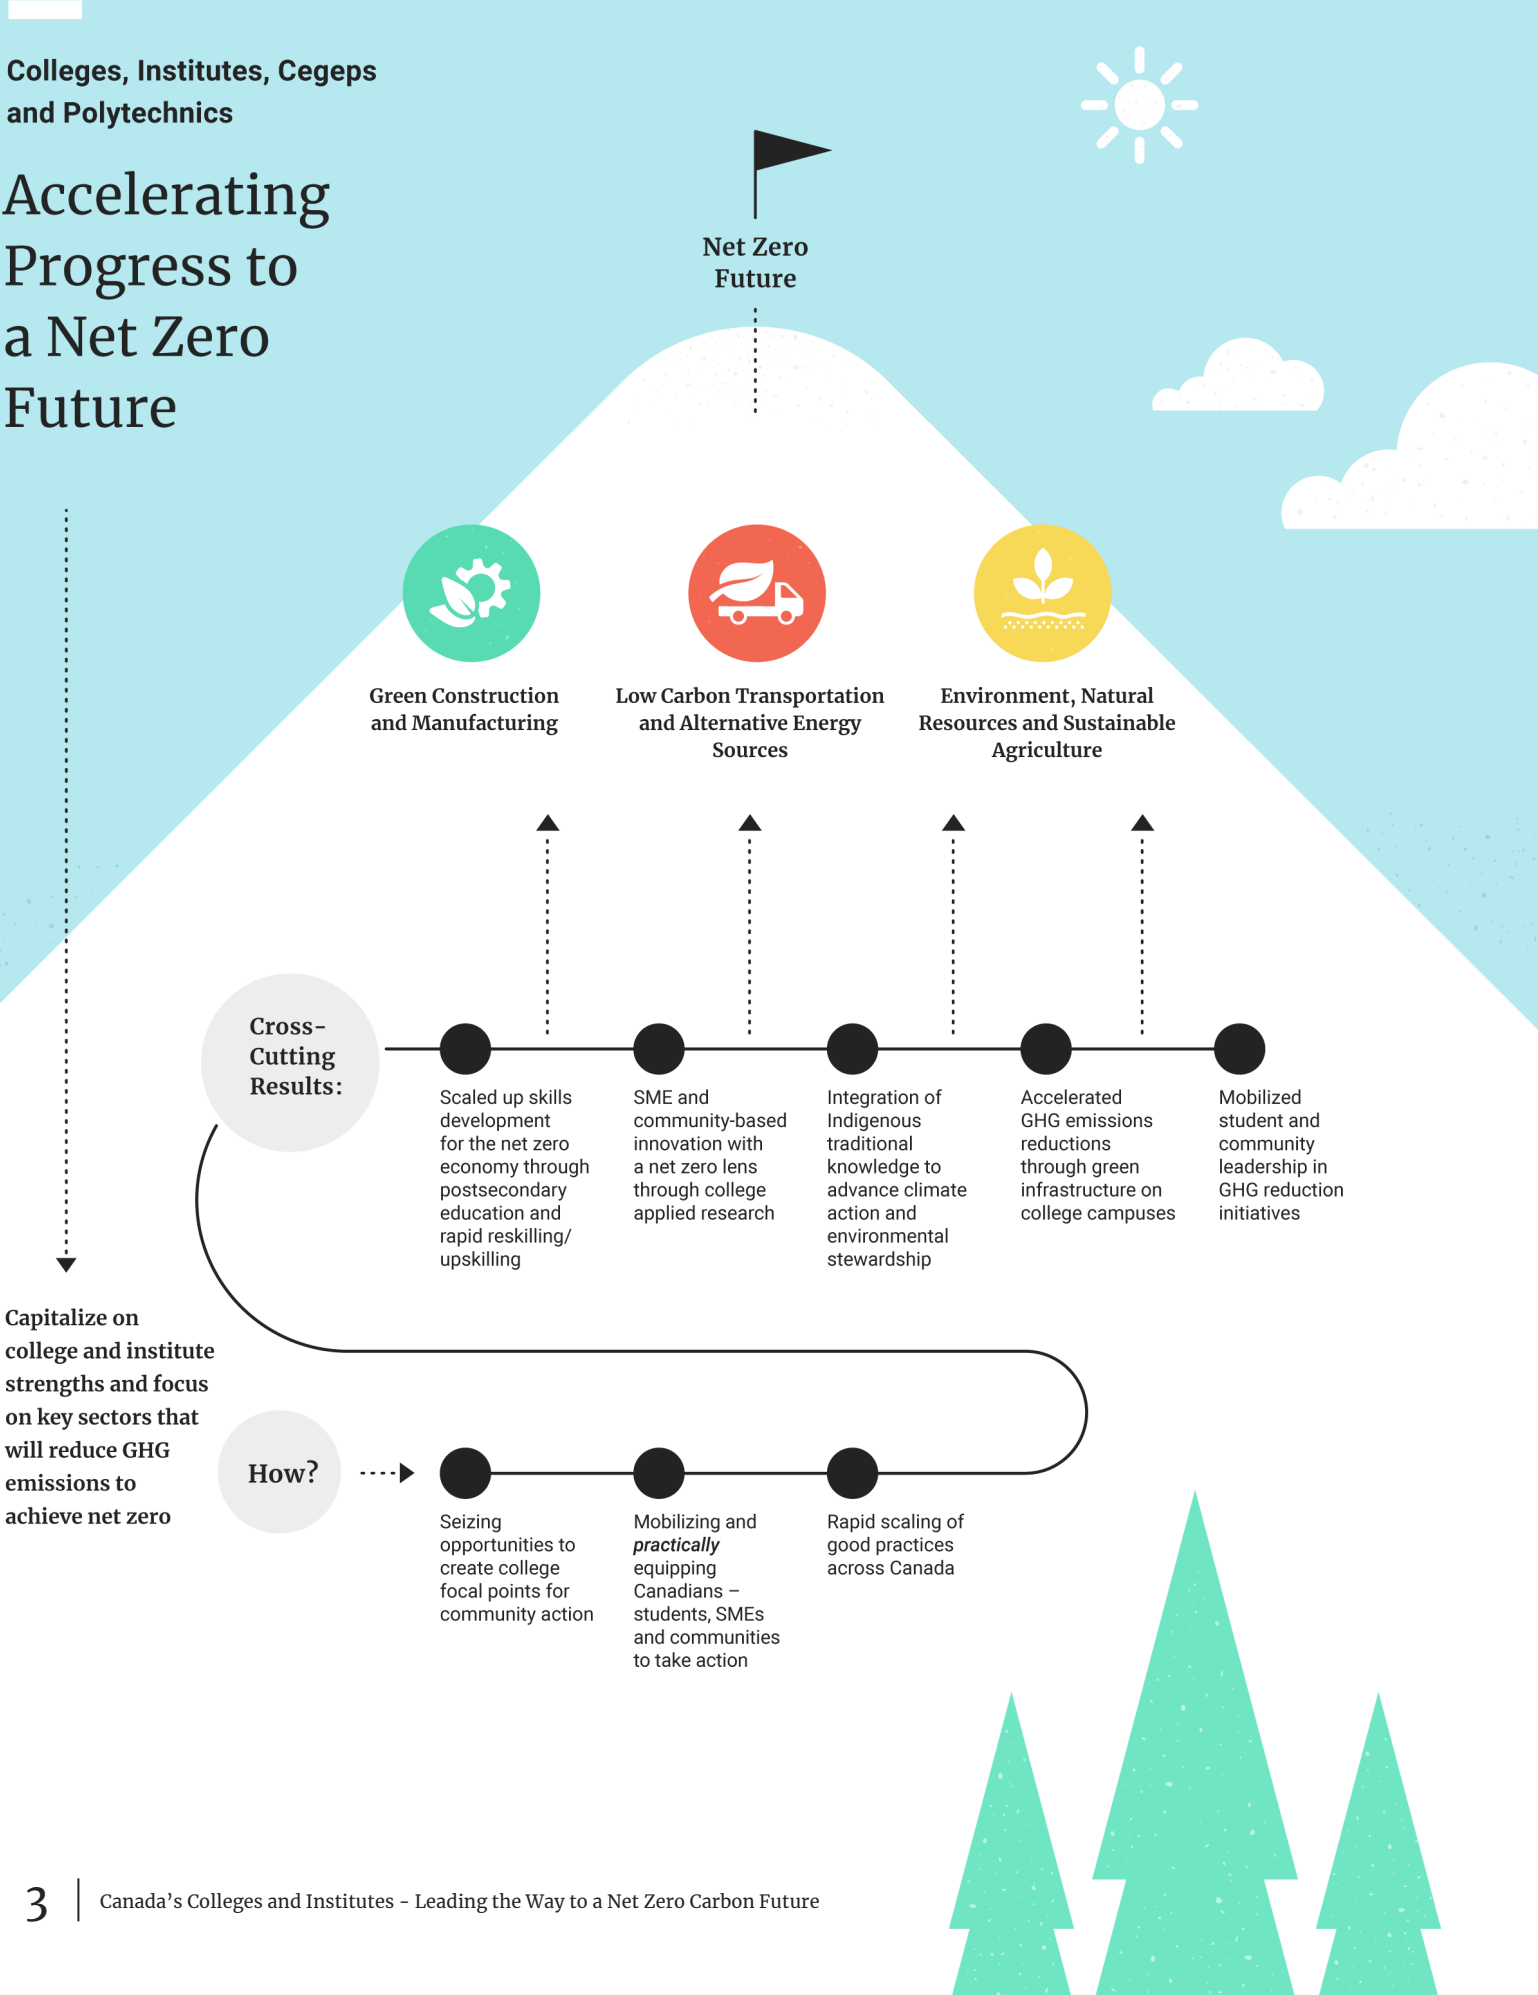 Colleges, Institutes, Cegeps
and Polytechnics
Accelerating
Progress to
a Net Zero
Future
Net Zero
Future
Green Construction
and Manufacturing
Low Carbon Transportation
and Alternative Energy
Sources
Environment, Natural
Resources and Sustainable
Agriculture
Cross-
Cutting
Results:
Scaled up skills
development
for the net zero
economy through
postsecondary
education and
rapid reskilling/
upskilling
SME and
community-based
innovation with
a net zero lens
through college
applied research
Integration of
Indigenous
traditional
knowledge to
advance climate
action and
environmental
stewardship
Accelerated
GHG emissions
reductions
through green
infrastructure on
college campuses
Mobilized
student and
community
leadership in
GHG reduction
initiatives
Capitalize on
college and institute
strengths and focus
on key sectors that
will reduce GHG
emissions to
achieve net zero
How?
Seizing
opportunities to
create college
focal points for
community action
Mobilizing and
practically
equipping
Canadians –
students, SMEs
and communities
to take action
Rapid scaling of
good practices
across Canada
3
Canada's Colleges and Institutes - Leading the Way to a Net Zero Carbon Future